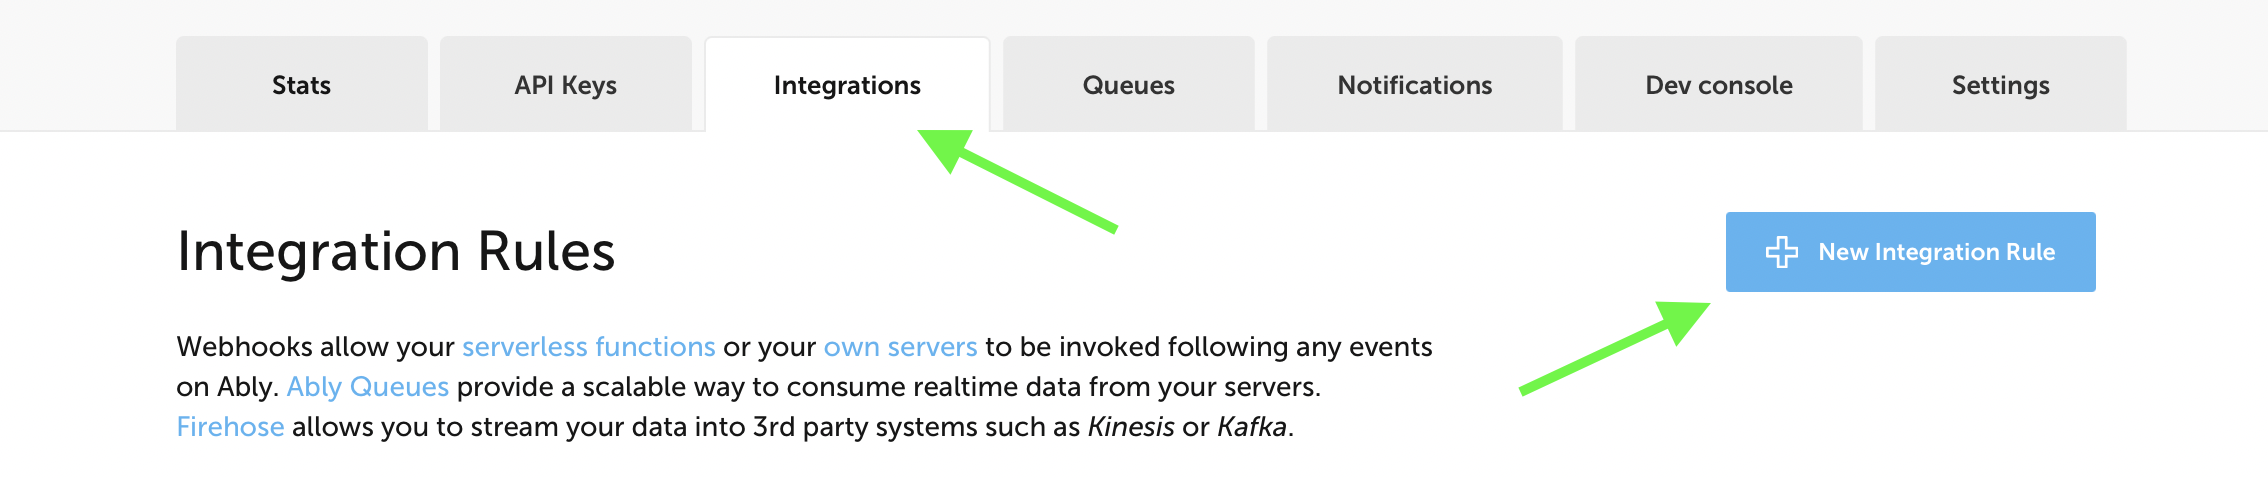 Stats
API Keys
Integrations
Queues
Notifications
Dev console
Settings
Integration Rules
New Integration Rule
Webhooks allow your serverless functions or your own servers to be invoked following any events
on Ably. Ably Queues provide a scalable way to consume realtime data from your servers.
Firehose allows you to stream your data into 3rd party systems such as Kinesis or Kafka.